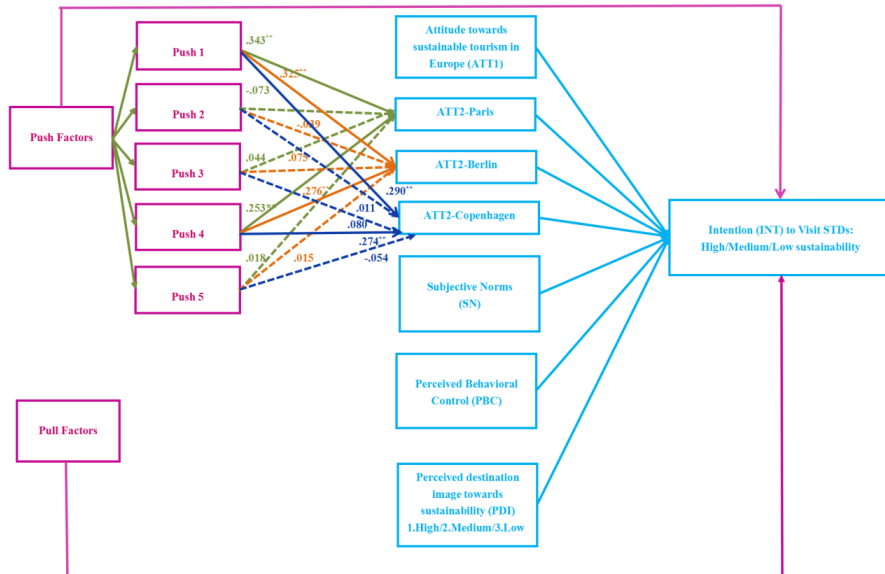 Push Factors
Push 1
Push 2
Push 3
Push 4
Push 5
Pull Factors
.343**
.325**
-.073
-.039
.044
.075
.290**
.276**
.253**
.011
.080
.274**
.018
.015
-.054
Attitude towards
sustainable tourism in
Europe (ATT1)
ATT2-Paris
ATT2-Berlin
ATT2-Copenhagen
Subjective Norms
(SN)
Perceived Behavioral
Control (PBC)
Perceived destination
image towards
sustainability (PDI)
1.High/2.Medium/3.Low
Intention (INT) to Visit STDs:
High/Medium/Low sustainability